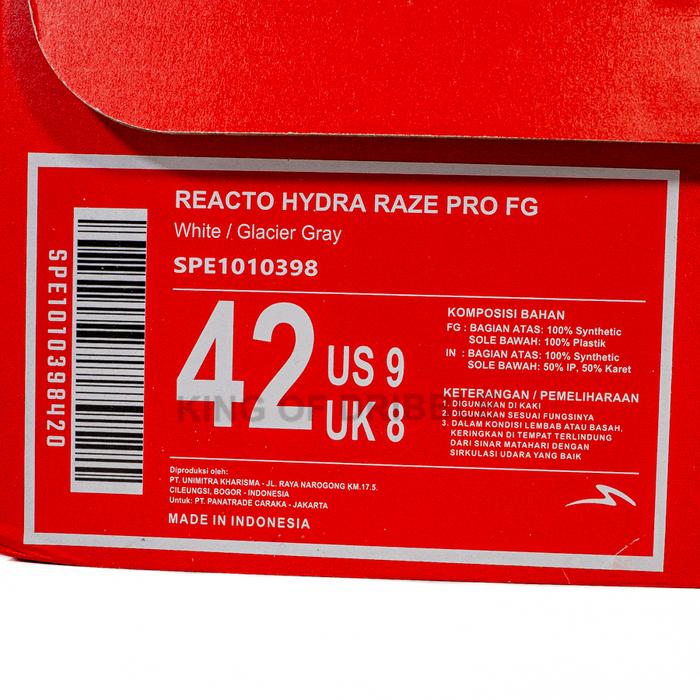 REACTO HYDRA RAZE PRO FG
White / Glacier Gray
SPE1010398
SPE1010398420
42
US 9
UK 8
KOMPOSISI BAHAN
FG : BAGIAN ATAS: 100% Synthetic
SOLE BAWAH: 100% Plastik
IN : BAGIAN ATAS: 100% Synthetic
SOLE BAWAH: 50% IP, 50% Karet
KETERANGAN / PEMELIHARAAN
1. DIGUNAKAN DI KAKI
2. DIGUNAKAN SESUAI FUNGSINYA
3. DALAM KONDISI LEMBAB ATAU BASAH,
KERINGKAN DI TEMPAT TERLINDUNG
DARI SINAR MATAHARI DENGAN
SIRKULASI UDARA YANG BAIK
KING OF
Diproduksi oleh:
PT. UNIMITRA KHARISMA - JL. RAYA NAROGONG KM.17.5.
CILEUNGSI, BOGOR - INDONESIA
Untuk: PT. PANATRADE CARAKA - JAKARTA
MADE IN INDONESIA